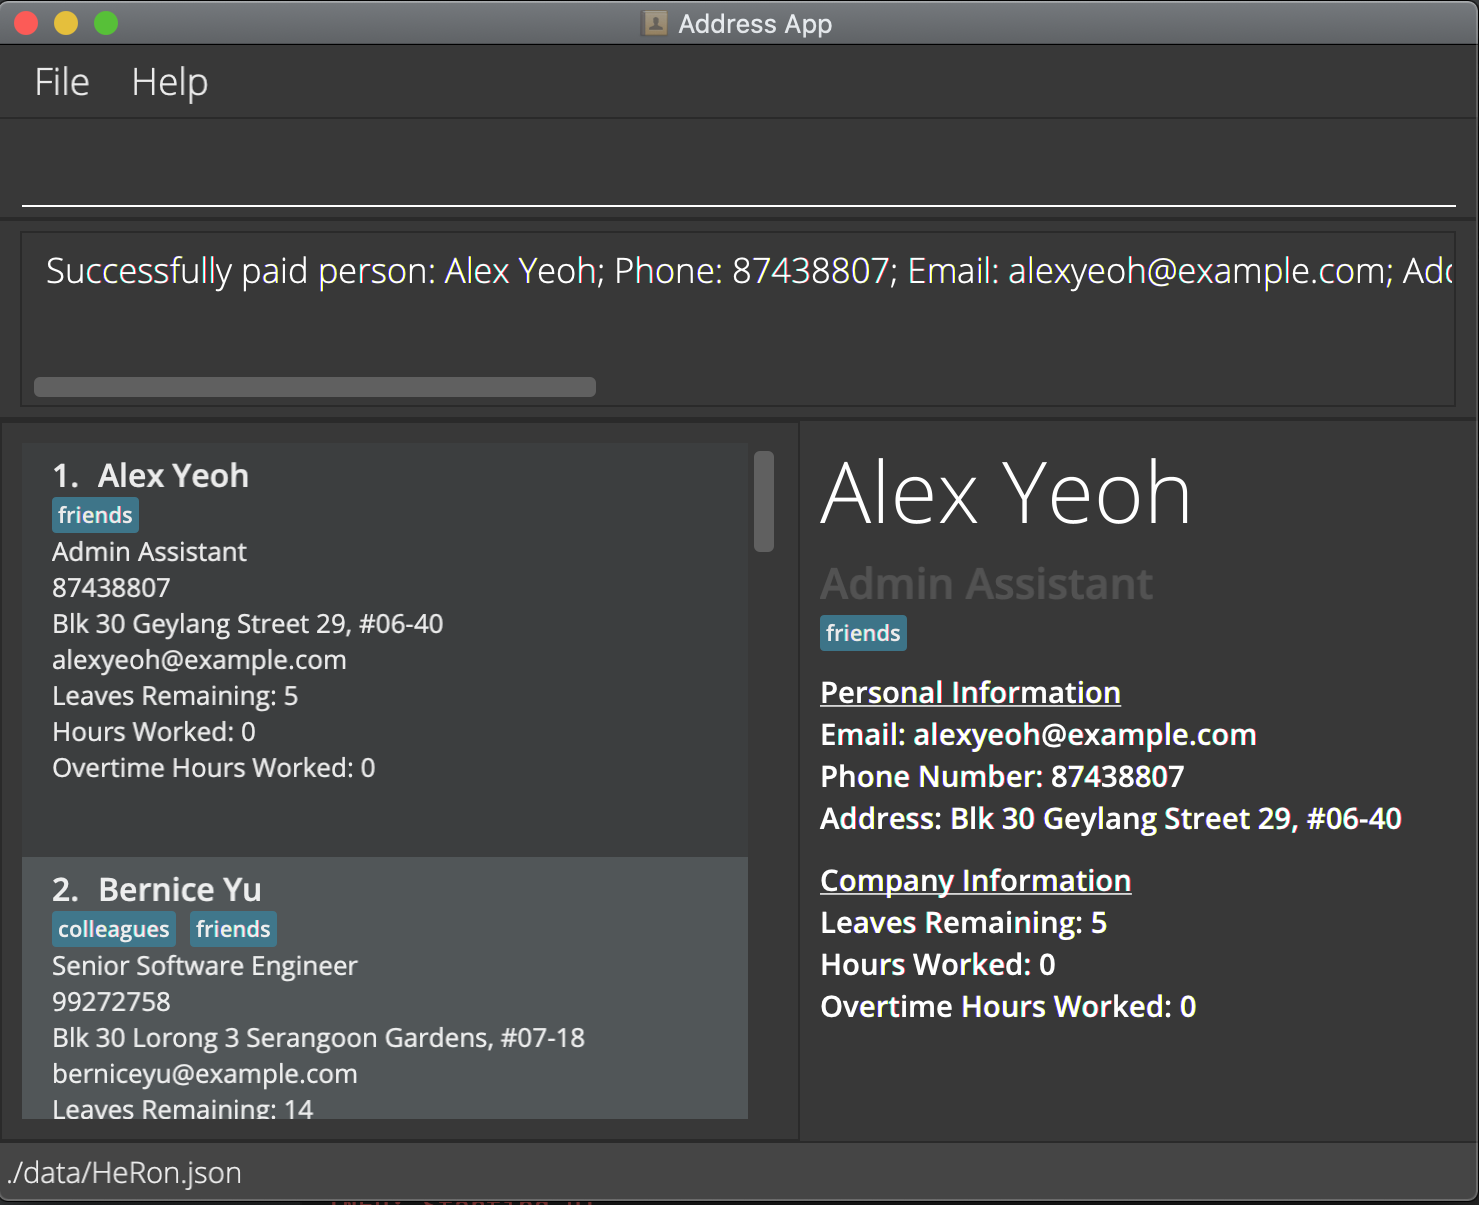 Address App
File Help
Successfully paid person: Alex Yeoh; Phone: 87438807; Email: alexyeoh@example.com;
1. Alex Yeoh
friends
Admin Assistant
87438807
Blk 30 Geylang Street 29, #06-40
alexyeoh@example.com
Leaves Remaining: 5
Hours Worked: 0
Overtime Hours Worked: 0
2. Bernice Yu
colleagues friends
Senior Software Engineer
99272758
Blk 30 Lorong 3 Serangoon Gardens, #07-18
berniceyu@example.com
Leaves Remaining: 14
Alex Yeoh
Admin Assistant
friends
Personal Information
Email: alexyeoh@example.com
Phone Number: 87438807
Address: Blk 30 Geylang Street 29, #06-40
Company Information
Leaves Remaining: 5
Hours Worked: 0
Overtime Hours Worked: 0
./data/HeRon.json